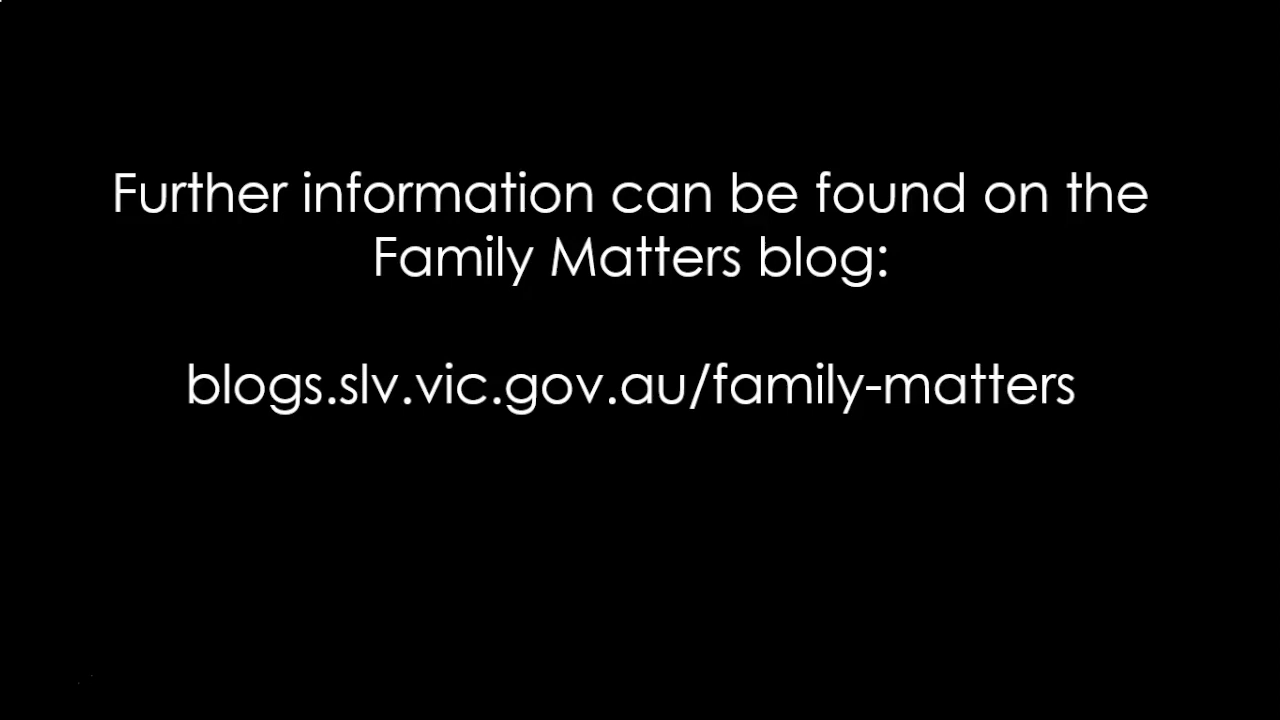 Further information can be found on the
Family Matters blog:
blogs.slv.vic.gov.au/family-matters